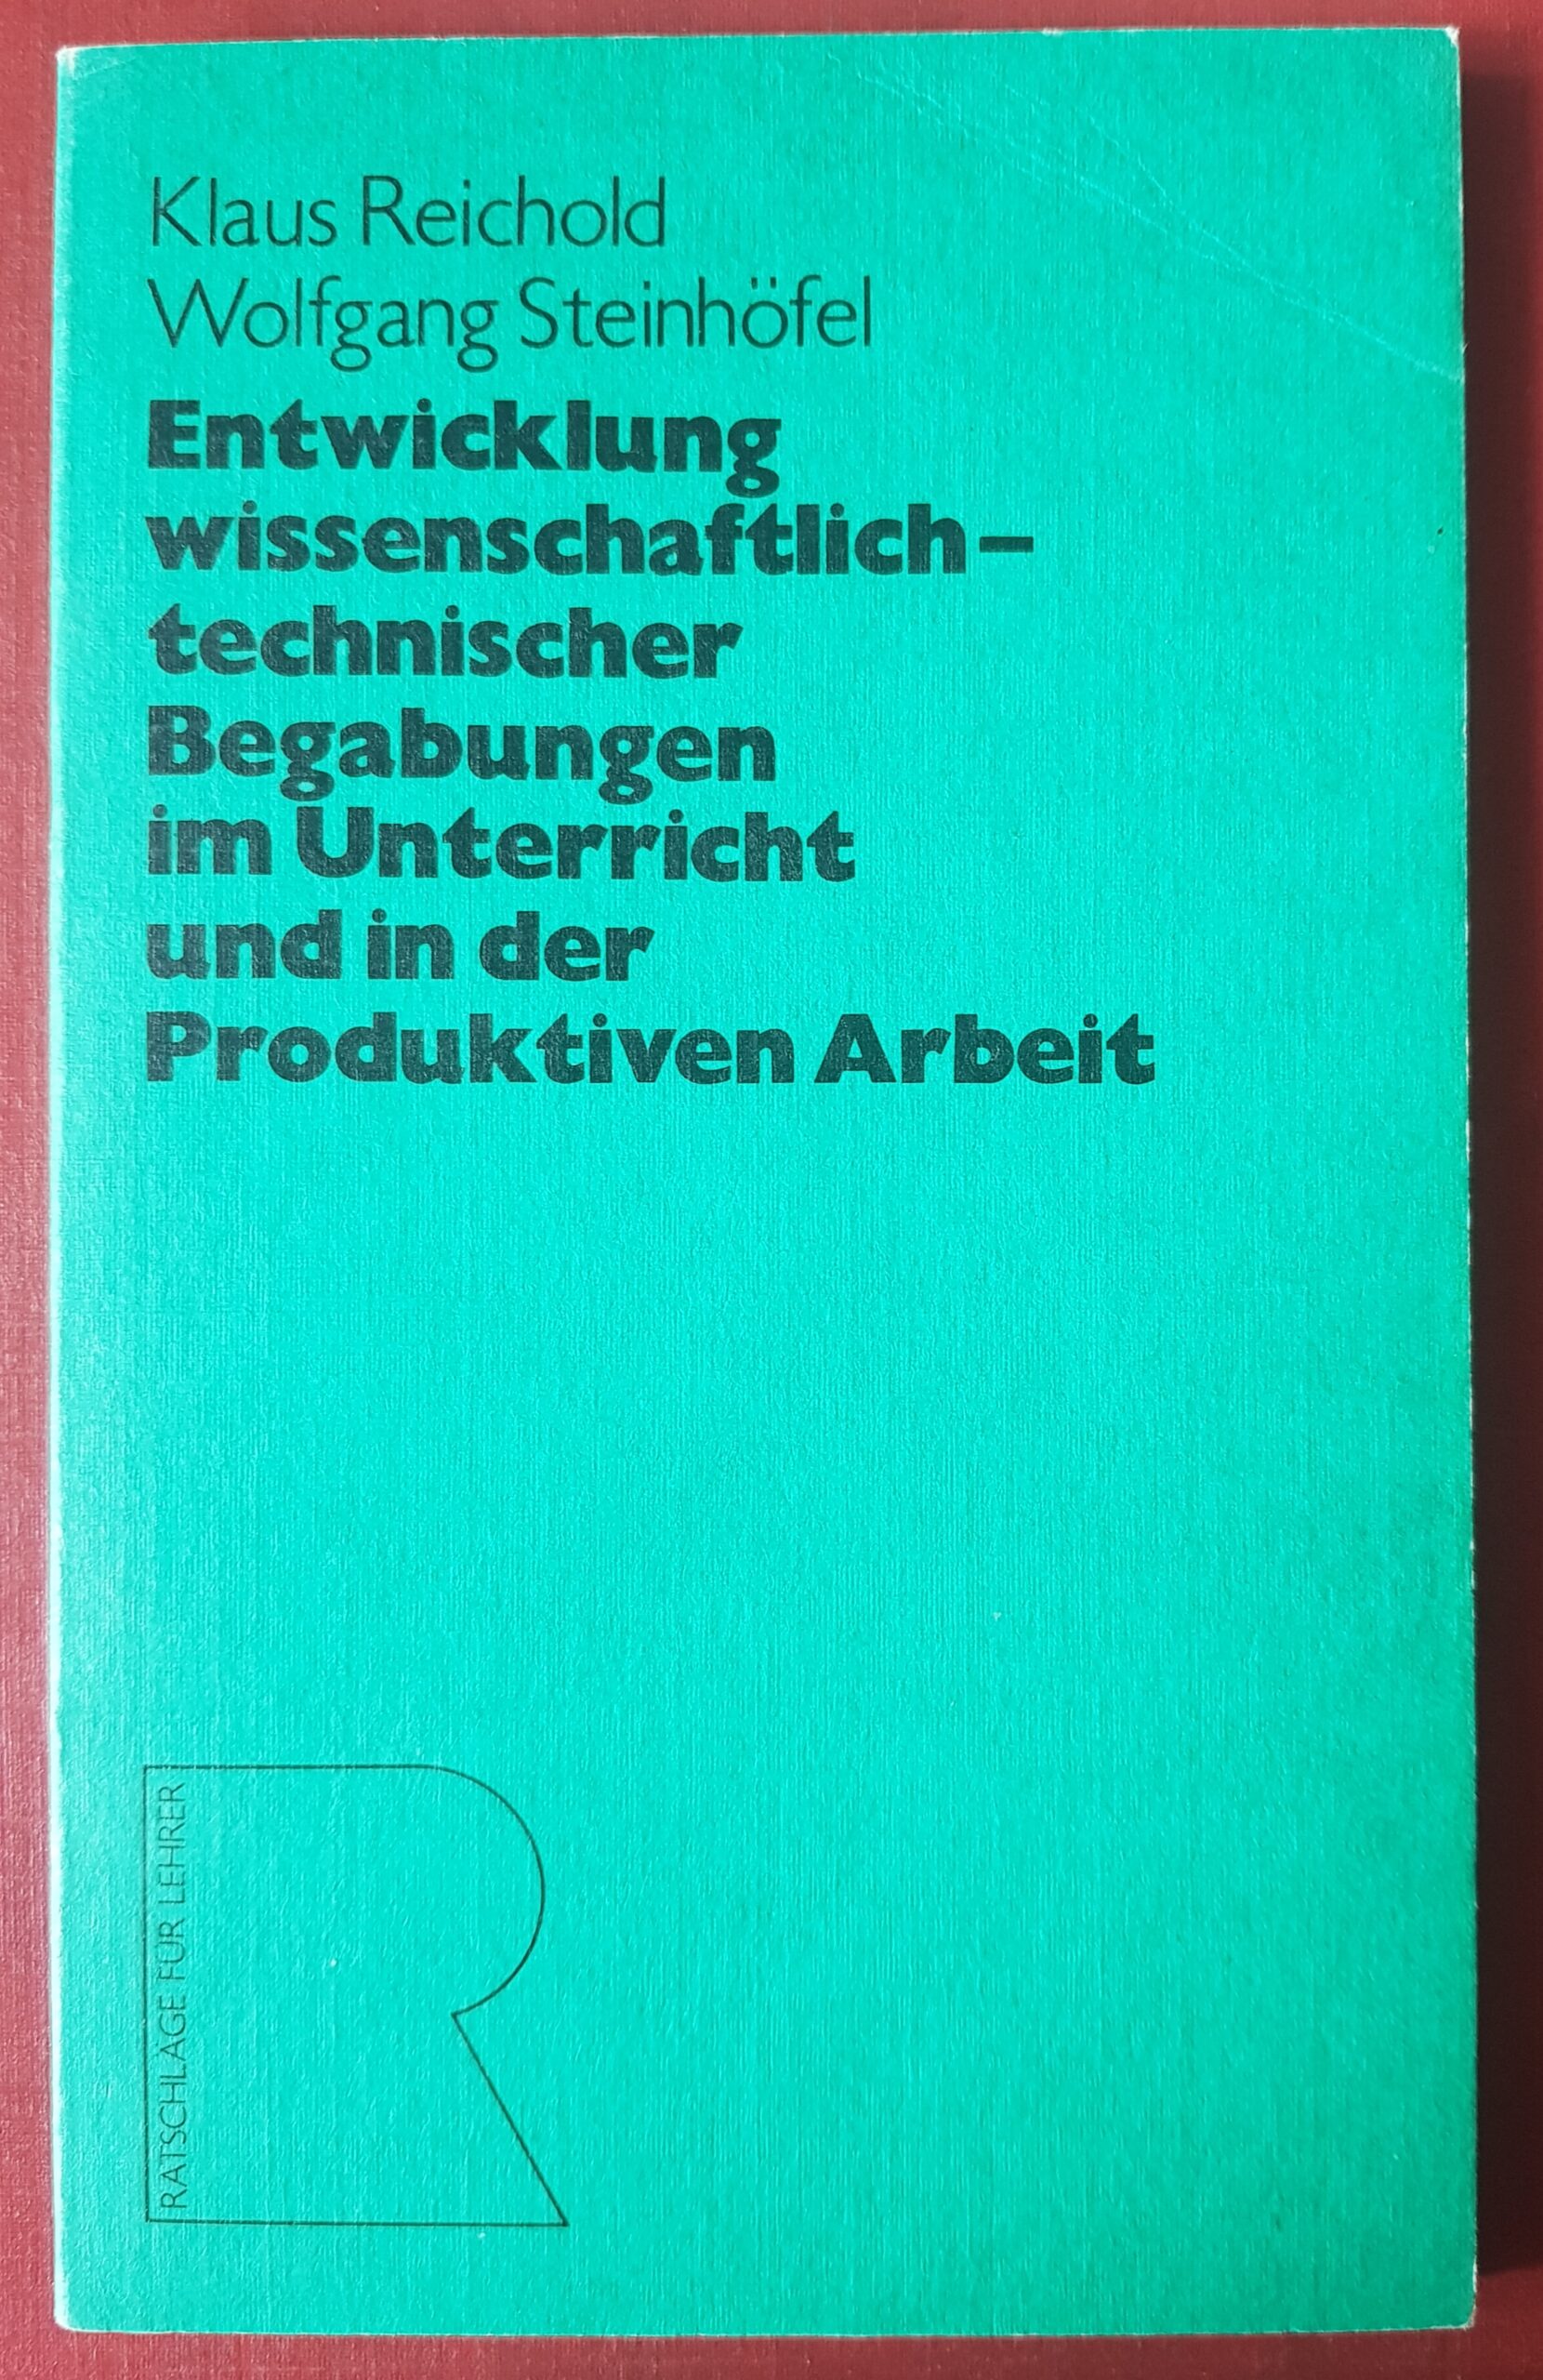 Klaus Reichold
Wolfgang Steinhöfel
Entwicklung
wissenschaftlich–
technischer
Begabungen
im Unterricht
und in der
Produktiven Arbeit
RATSCHLÄGE FÜR LEHRER